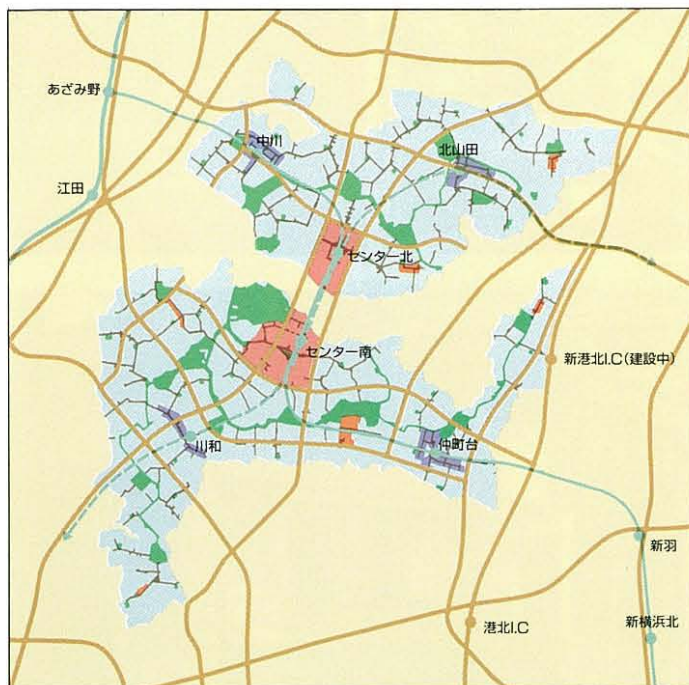 あざみ野
中川
北山田
江田
センター北
センター南
新港北I.C(建設中)
川和
仲町台
新羽
港北I.C
新横浜北